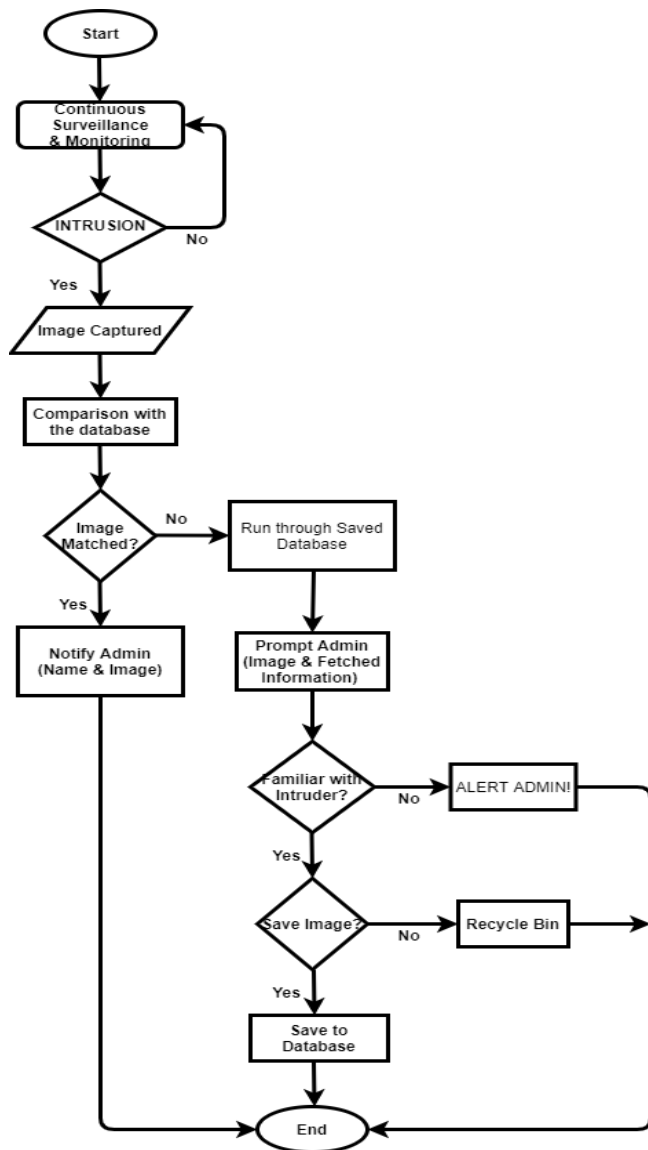 Start
Continuous
Surveillance
& Monitoring
INTRUSION
No
Yes
Image Captured
Comparison with
the database
Image
Matched?
No
Run through Saved
Database
Yes
Notify Admin
(Name & Image)
Prompt Admin
(Image & Fetched
Information)
Familiar with
Intruder?
No
ALERT ADMIN!
Yes
Save Image?
No
Recycle Bin
Yes
Save to
Database
End